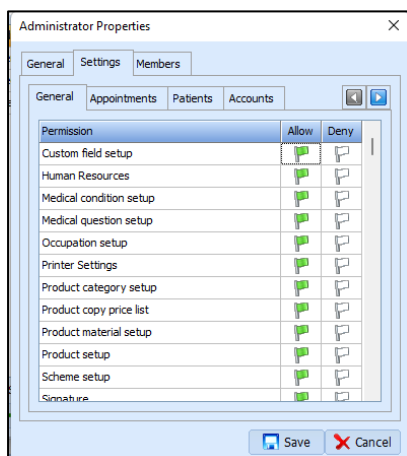 Administrator Properties
General Settings Members
General Appointments Patients Accounts
Permission Allow Deny
Custom field setup
Human Resources
Medical condition setup
Medical question setup
Occupation setup
Printer Settings
Product category setup
Product copy price list
Product material setup
Product setup
Scheme setup
Signature
Save Cancel